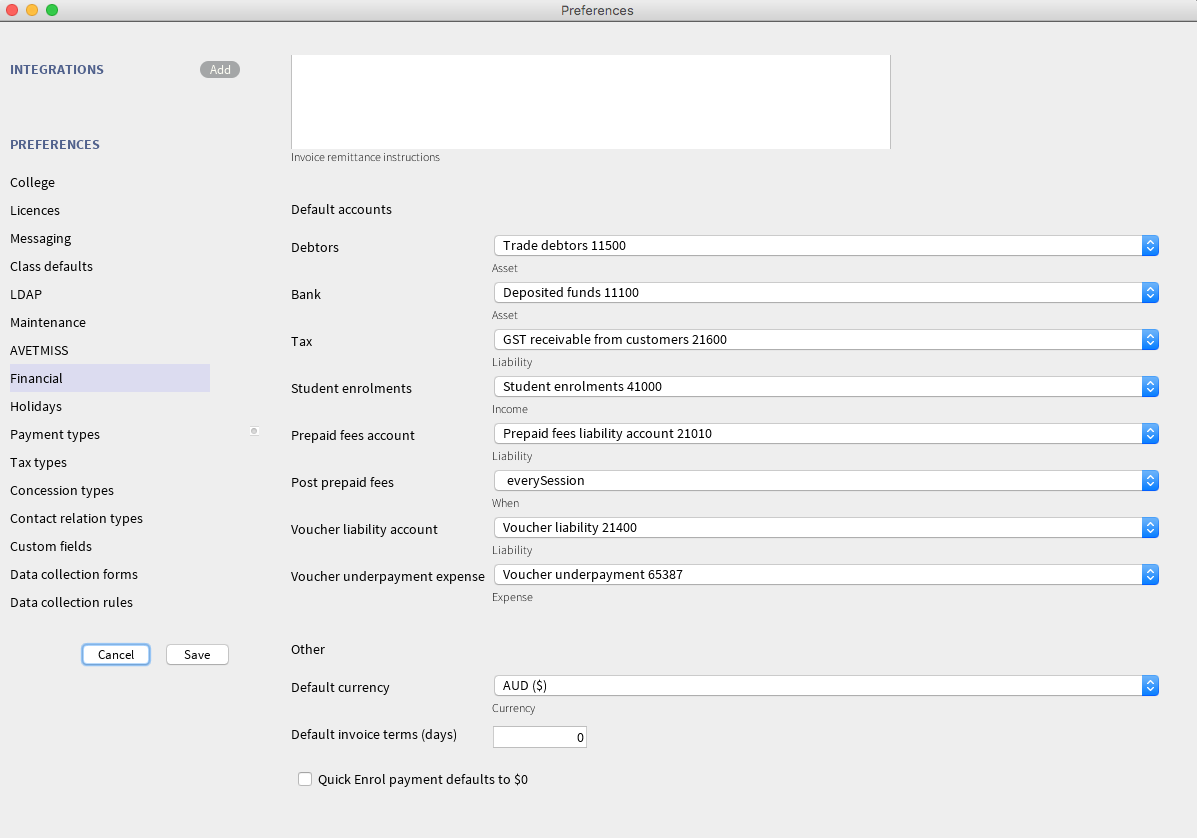 Preferences
INTEGRATIONS
Add
PREFERENCES
College
Licences
Messaging
Class defaults
LDAP
Maintenance
AVETMISS
Financial
Holidays
Payment types
Tax types
Concession types
Contact relation types
Custom fields
Data collection forms
Data collection rules
Cancel
Save
Invoice remittance instructions
Default accounts
Debtors
Trade debtors 11500
Asset
Bank
Deposited funds 11100
Asset
Tax
GST receivable from customers 21600
Liability
Student enrolments
Student enrolments 41000
Income
Prepaid fees account
Prepaid fees liability account 21010
Liability
Post prepaid fees
everySession
When
Voucher liability account
Voucher liability 21400
Liability
Voucher underpayment expense
Voucher underpayment 65387
Expense
Other
Default currency
AUD ($)
Currency
Default invoice terms (days)
0
Quick Enrol payment defaults to $0